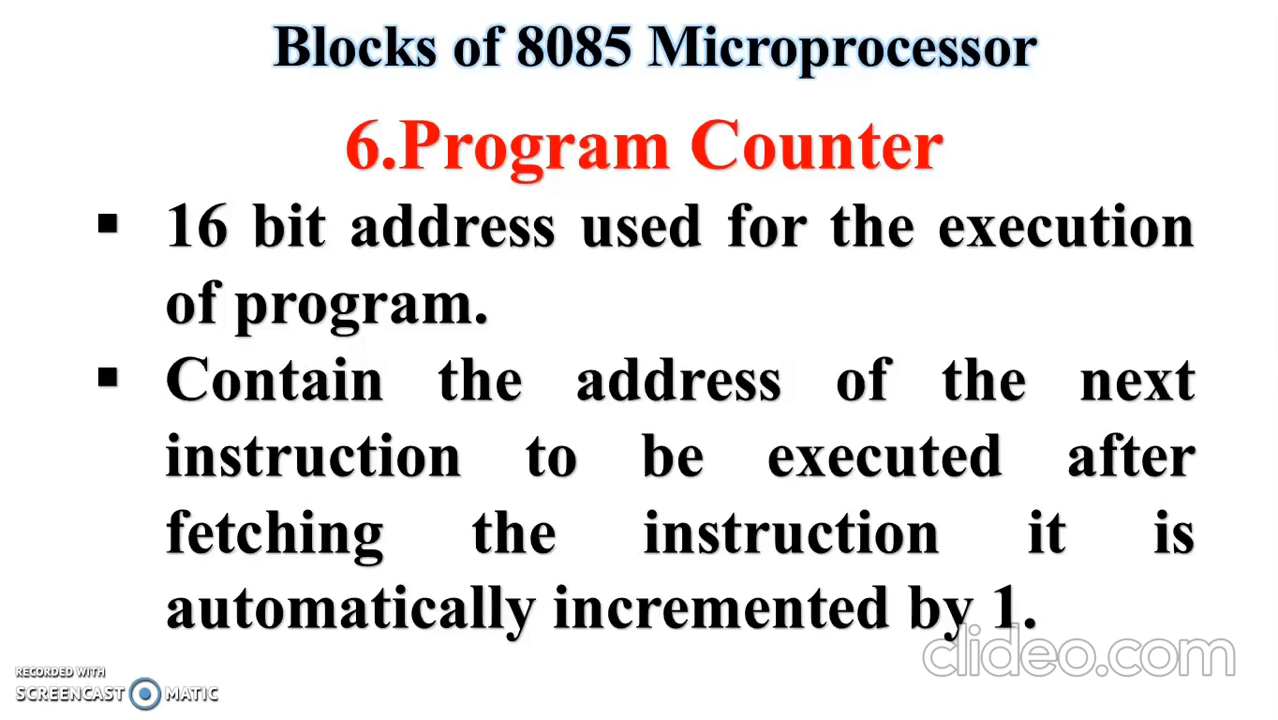 Blocks of 8085 Microprocessor
6.Program Counter
▪ 16 bit address used for the execution
of program.
▪ Contain the address of the next
instruction to be executed after
fetching the instruction it is
automatically incremented by 1.
clideo.com
RECORDED WITH
SCREENCAST MATIC